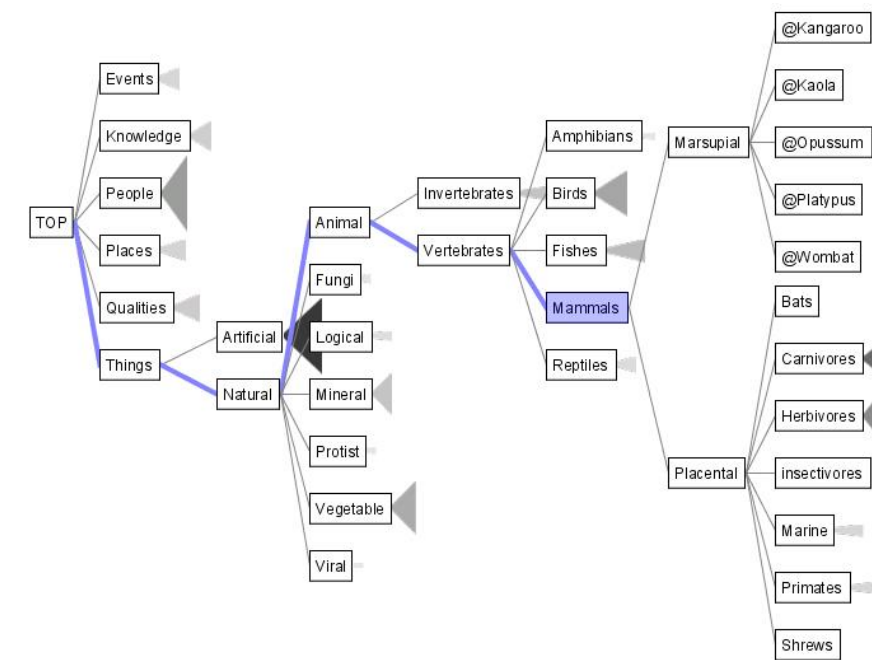 TOP
Events
Knowledge
People
Places
Qualities
Things
Artificial
Natural
Animal
Fungi
Logical
Mineral
Protist
Vegetable
Viral
Invertebrates
Vertebrates
Amphibians
Birds
Fishes
Mammals
Reptiles
Marsupial
Placental
@Kangaroo
@Kaola
@Opussum
@Platypus
@Wombat
Bats
Carnivores
Herbivores
insectivores
Marine
Primates
Shrews